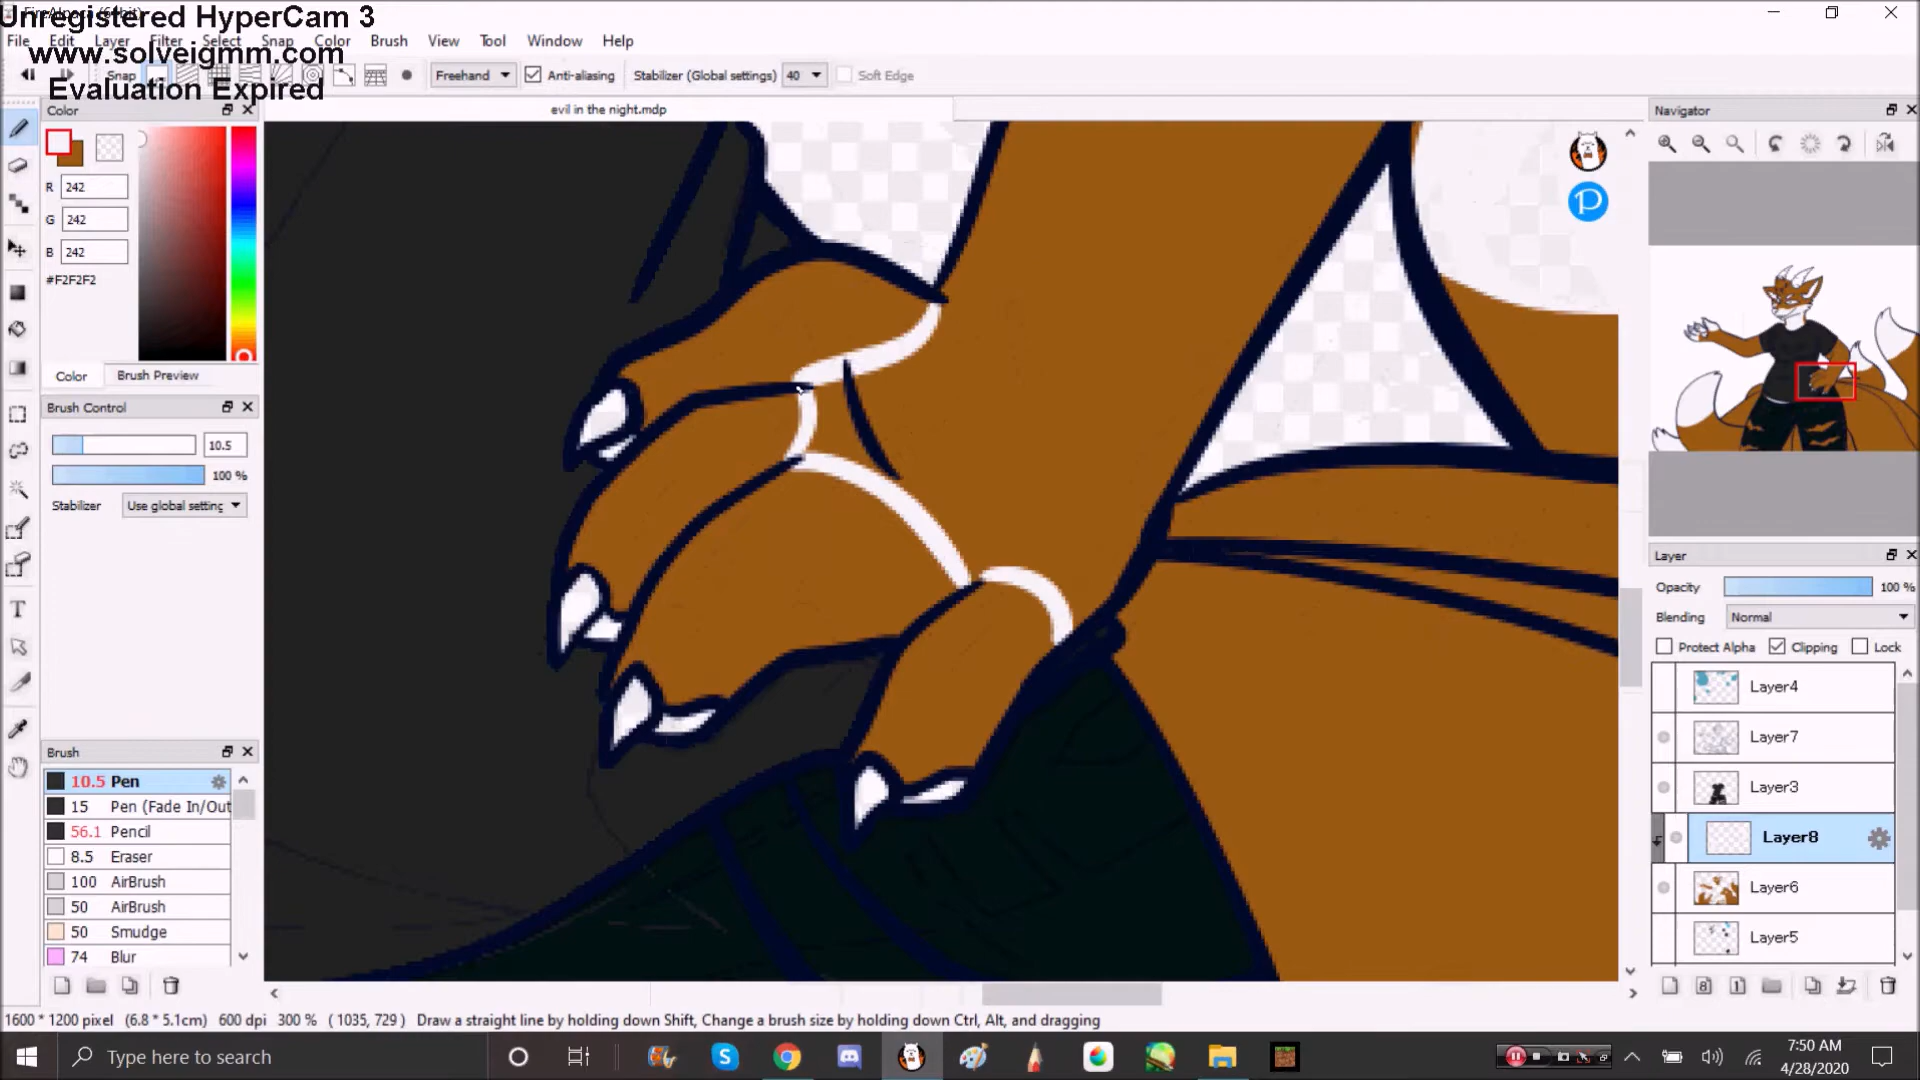 Unregistered HyperCam 3
www.solveigmm.com
Evaluation Expired
File Edit Layer Filter Select Snap Color Brush View Tool Window Help
Snap Freehand Anti-aliasing Stabilizer (Global settings) 40 Soft Edge
Color
evil in the night.mdp
Navigator
R 242
G 242
B 242
#F2F2F2
Color Brush Preview
Brush Control
10.5
100 %
Stabilizer Use global setting
Brush
10.5 Pen
15 Pen (Fade In/Out
56.1 Pencil
8.5 Eraser
100 AirBrush
50 AirBrush
50 Smudge
74 Blur
Layer
Opacity 100 %
Blending Normal
Protect Alpha Clipping Lock
Layer4
Layer7
Layer3
Layer8
Layer6
Layer5
1600 * 1200 pixel (6.8 * 5.1cm) 600 dpi 300 % ( 1035, 729 ) Draw a straight line by holding down Shift, Change a brush size by holding down Ctrl, Alt, and dragging
Type here to search
7:50 AM
4/28/2020